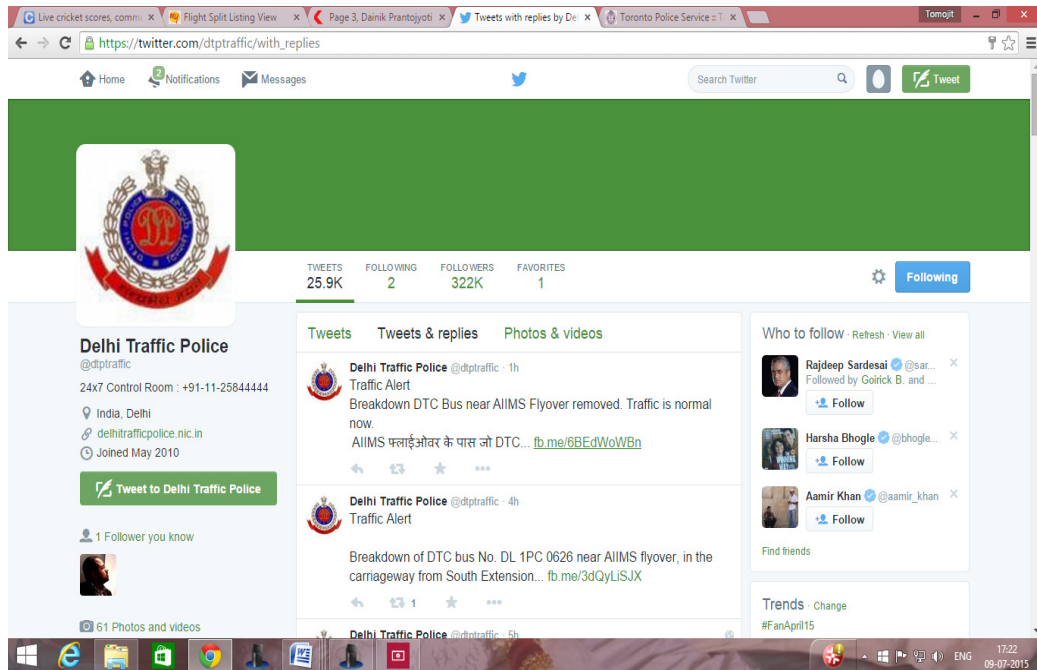 Live cricket scores, comm
Flight Split Listing View
Page 3, Dainik Prantojyoti
Tweets with replies by De
Toronto Police Service :: T
Tomojit
https://twitter.com/dtptraffic/with_replies
Home
2
Notifications
Messages
Search Twitter
Tweet
TWEETS
25.9K
FOLLOWING
2
FOLLOWERS
322K
FAVORITES
1
Following
Delhi Traffic Police
@dtptraffic
24x7 Control Room : +91-11-25844444
India, Delhi
delhitrafficpolice.nic.in
Joined May 2010
Tweet to Delhi Traffic Police
1 Follower you know
61 Photos and videos
Tweets Tweets & replies Photos & videos
Delhi Traffic Police @dtptraffic · 1h
Traffic Alert
Breakdown DTC Bus near AIIMS Flyover removed. Traffic is normal
now.
AIIMS फ्लाईओवर के पास जो DTC... fb.me/6BEdWoWBn
Delhi Traffic Police @dtptraffic · 4h
Traffic Alert
Breakdown of DTC bus No. DL 1PC 0626 near AIIMS flyover, in the
carriageway from South Extension... fb.me/3dQyLiSJX
1
Delhi Traffic Police @dtptraffic · 5h
Who to follow · Refresh · View all
Rajdeep Sardesai @sar...
Followed by Goirick B. and ...
Follow
Harsha Bhogle @bhogle...
Follow
Aamir Khan @aamir_khan
Follow
Find friends
Trends · Change
#FanApril15
ENG
17:22
09-07-2015